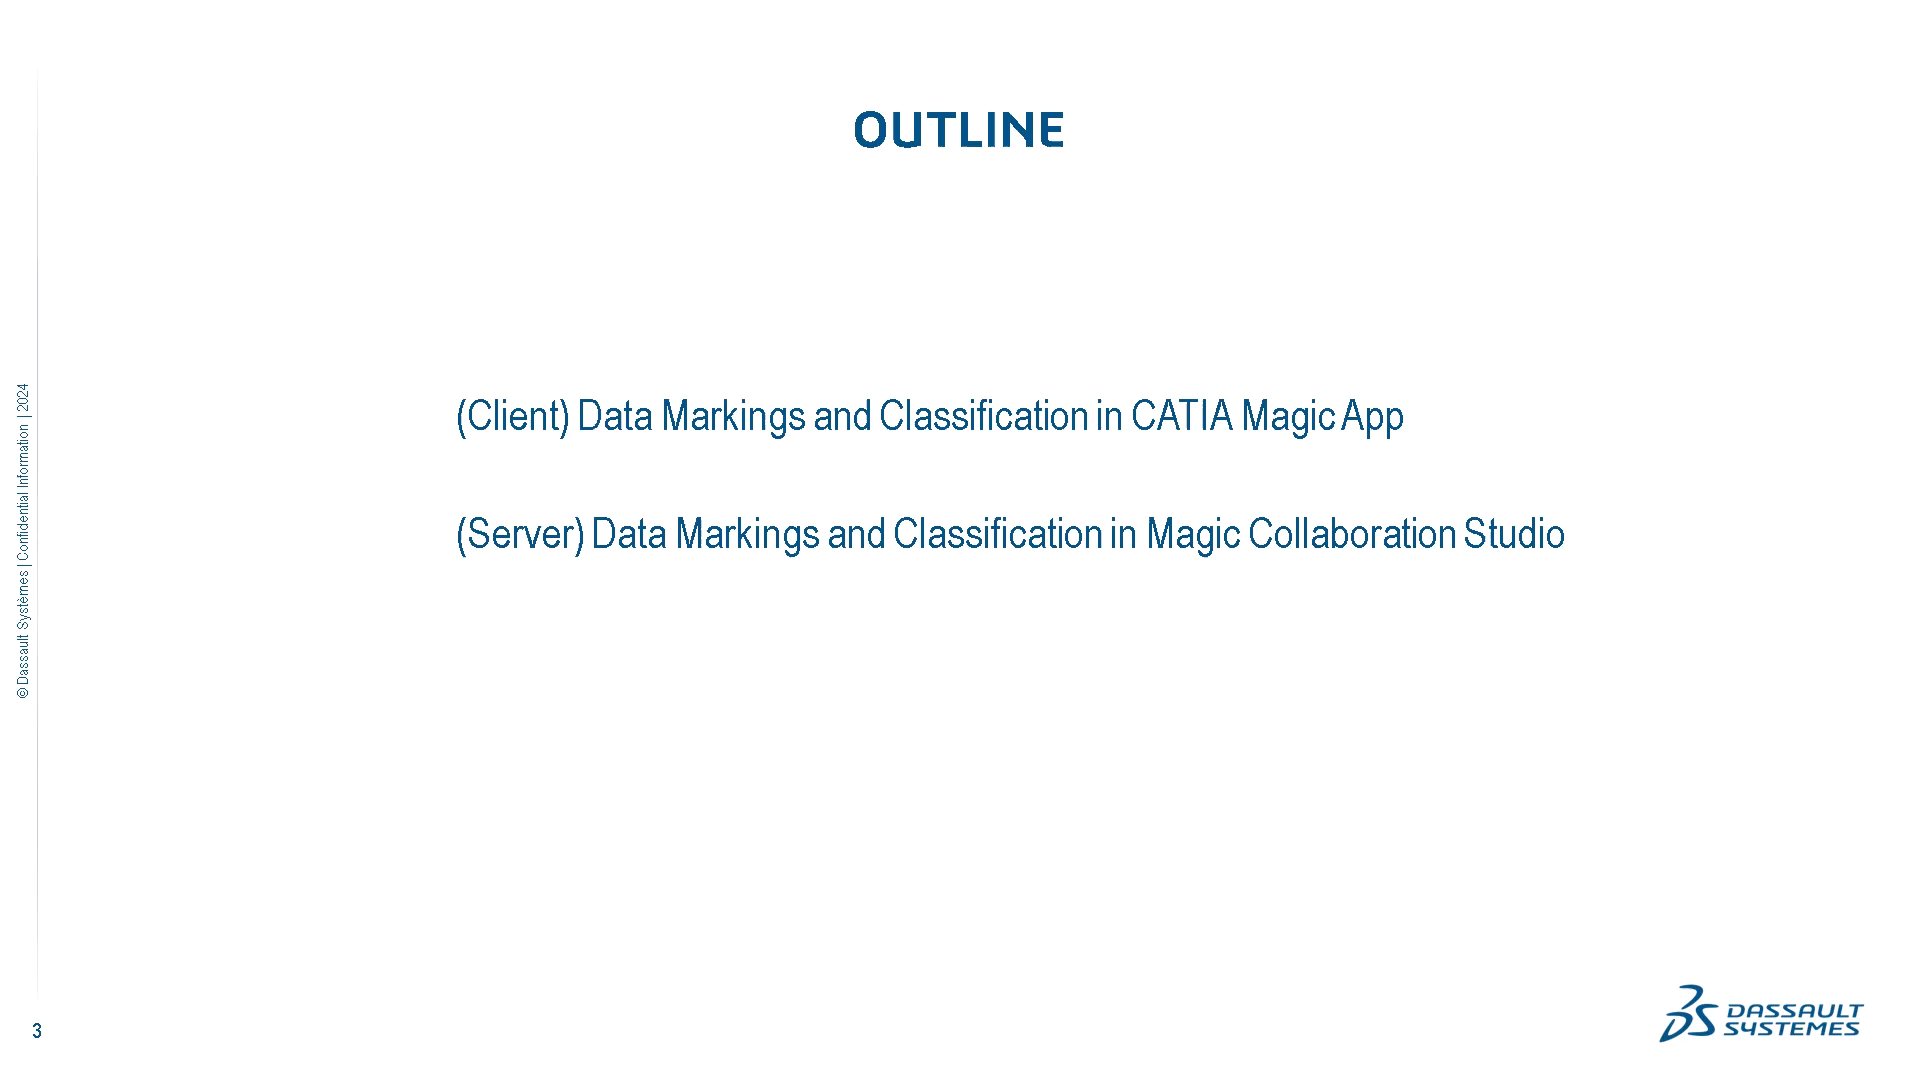 OUTLINE
(Client) Data Markings and Classification in CATIA Magic App
(Server) Data Markings and Classification in Magic Collaboration Studio
© Dassault Systèmes | Confidential Information | 2024
3
DASSAULT
SYSTEMES